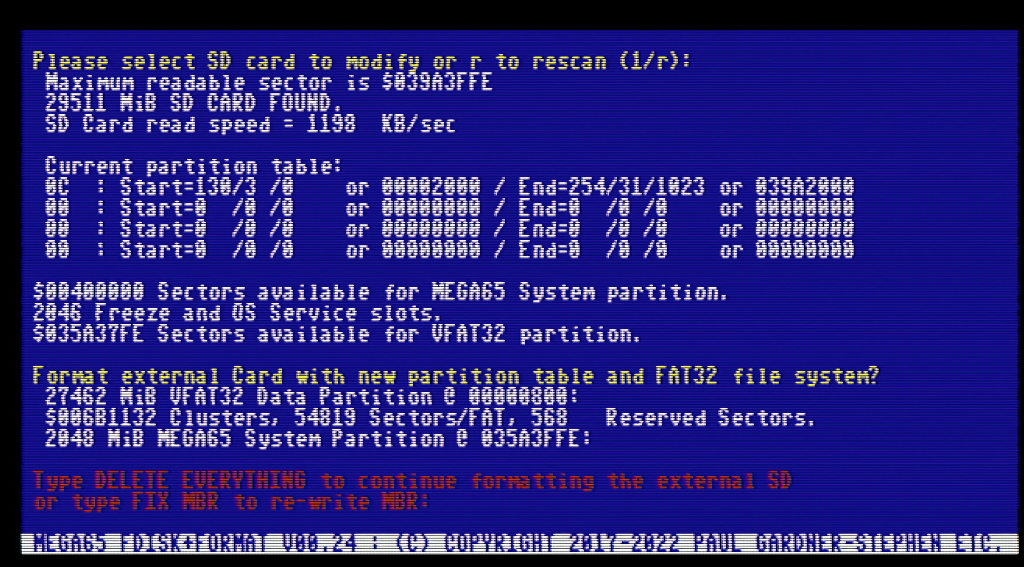 Please select SD card to modify or r to rescan (1/r):
Maximum readable sector is $039A3FFE
29511 MiB SD CARD FOUND.
SD Card read speed = 1198  KB/sec
Current partition table:
0C  : Start=130/3 /0    or 00002000 / End=254/31/1023 or 039A2000
00  : Start=0  /0 /0    or 00000000 / End=0  /0 /0    or 00000000
00  : Start=0  /0 /0    or 00000000 / End=0  /0 /0    or 00000000
00  : Start=0  /0 /0    or 00000000 / End=0  /0 /0    or 00000000
$00400000 Sectors available for MEGA65 System partition.
2046 Freeze and OS Service slots.
$035A37FE Sectors available for VFAT32 partition.
Format external Card with new partition table and FAT32 file system?
27462 MiB VFAT32 Data Partition @ 00000800:
$006B1132 Clusters, 54819 Sectors/FAT, 568   Reserved Sectors.
2048 MiB MEGA65 System Partition @ 035A3FFE:
Type DELETE EVERYTHING to continue formatting the external SD
or type FIX MBR to re-write MBR:
MEGA65 FDISK+FORMAT V00.24 : (C) COPYRIGHT 2017-2022 PAUL GARDNER-STEPHEN ETC.